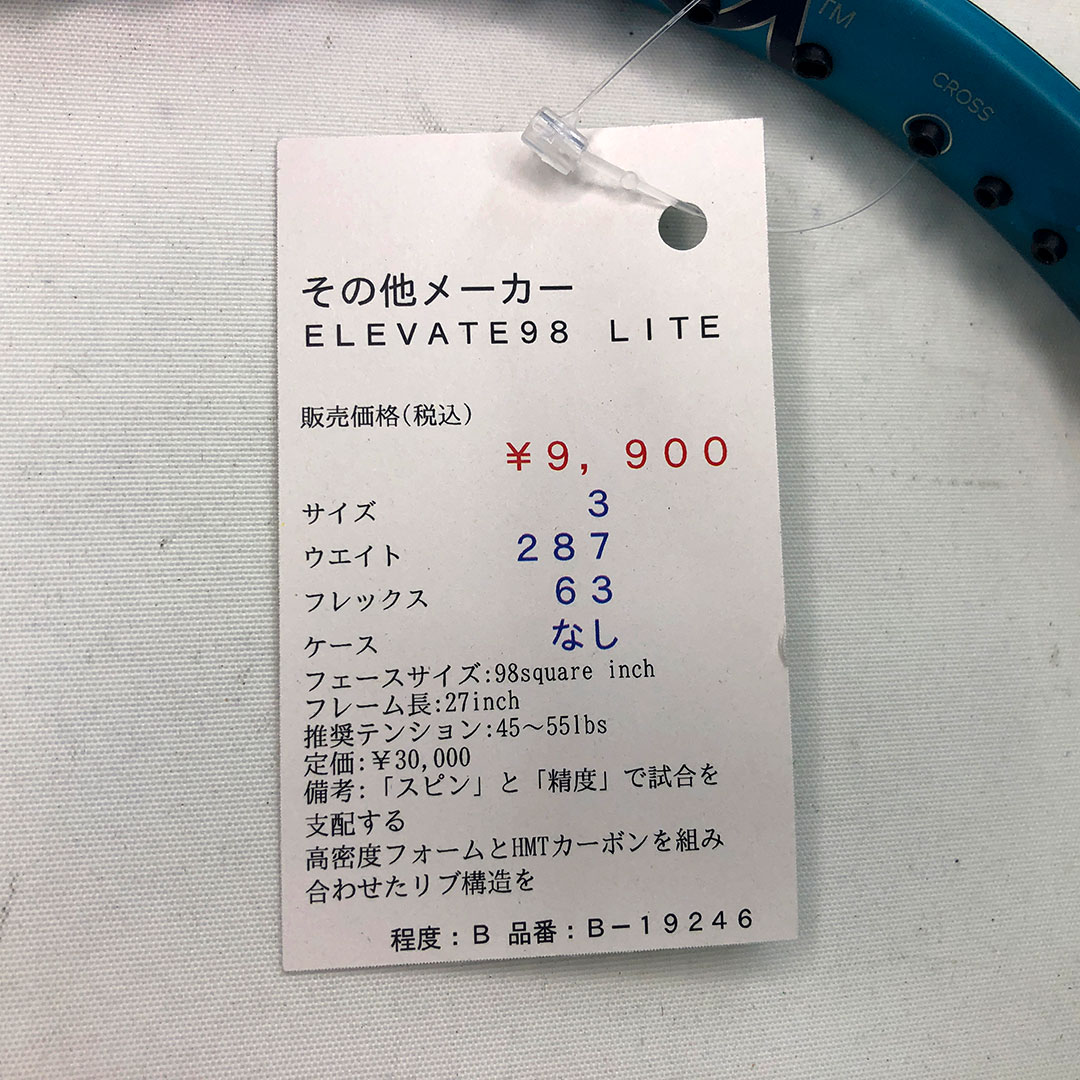 TM
CROSS
その他メーカー
ELEVATE98 LITE
販売価格(税込)
¥9,900
サイズ 3
ウエイト 287
フレックス 63
ケース なし
フェースサイズ:98square inch
フレーム長:27inch
推奨テンション:45～55lbs
定価:¥30,000
備考:「スピン」と「精度」で試合を
支配する
高密度フォームとHMTカーボンを組み
合わせたリブ構造を
程度:B 品番:B－19246